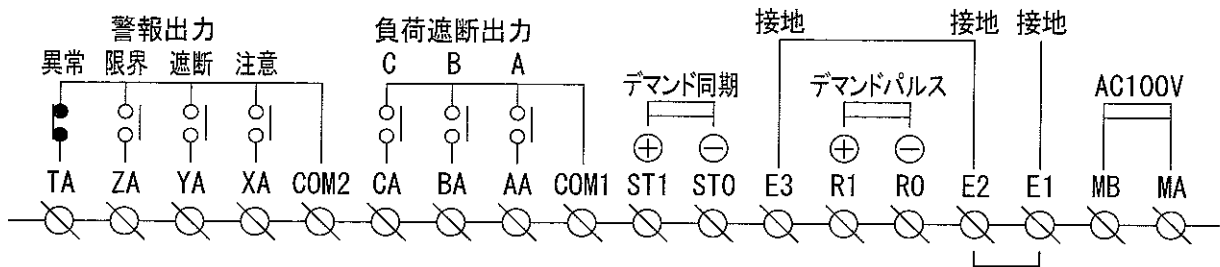 警報出力 負荷遮断出力 接地 接地 接地
異常 限界 遮断 注意 C B A デマンド同期 デマンドパルス AC100V
+ − + −
TA ZA YA XA COM2 CA BA AA COM1 ST1 ST0 E3 R1 R0 E2 E1 MB MA